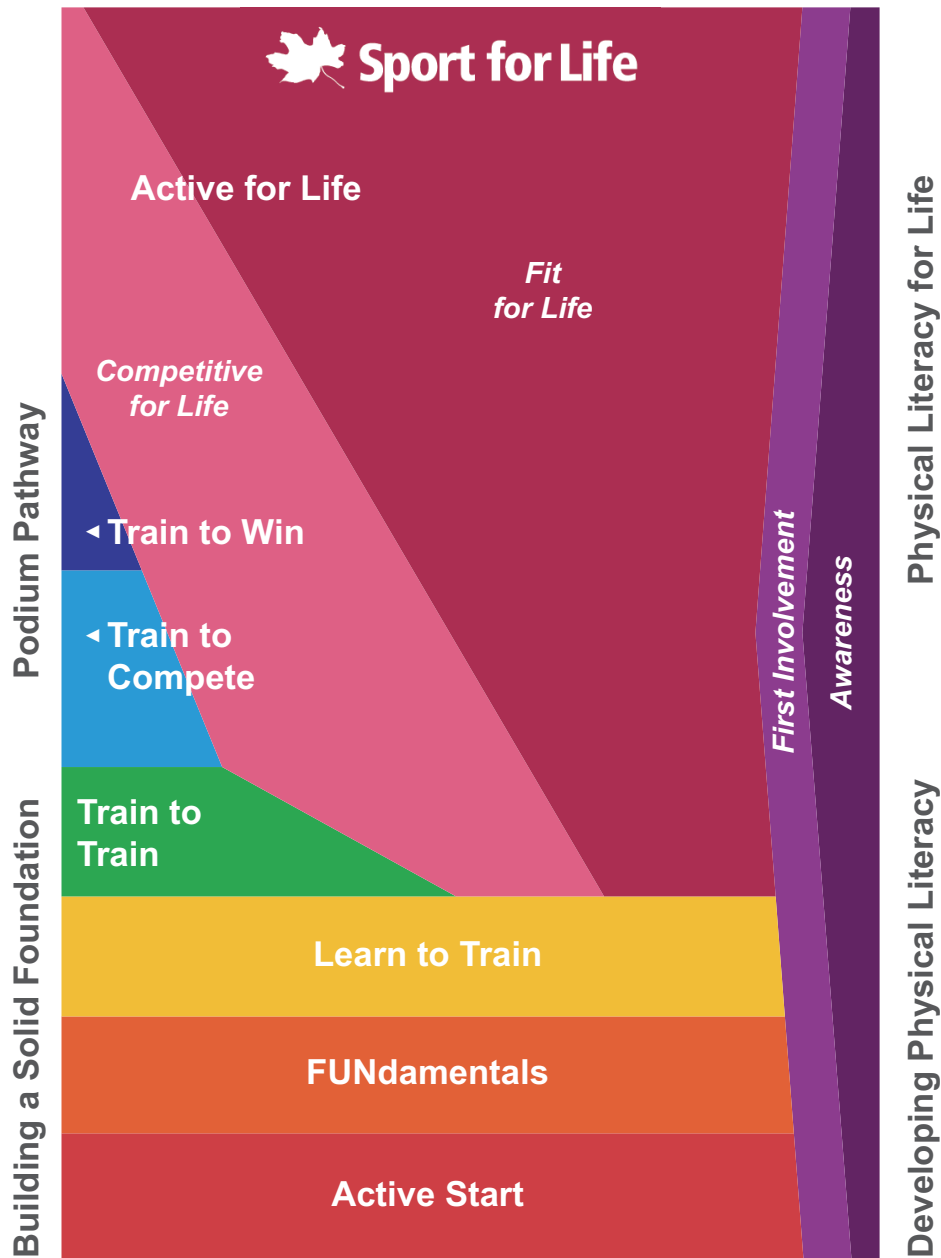 Sport for Life
Active for Life
Fit
for Life
Competitive
for Life
Train to Win
Train to
Compete
Train to
Train
Learn to Train
FUNdamentals
Active Start
First Involvement
Awareness
Podium Pathway
Building a Solid Foundation
Physical Literacy for Life
Developing Physical Literacy